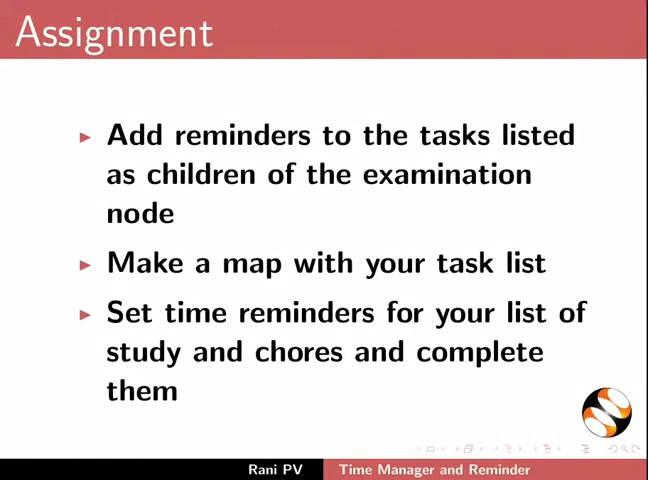 Assignment
Add reminders to the tasks listed
as children of the examination
node
Make a map with your task list
Set time reminders for your list of
study and chores and complete
them
Rani PV Time Manager and Reminder